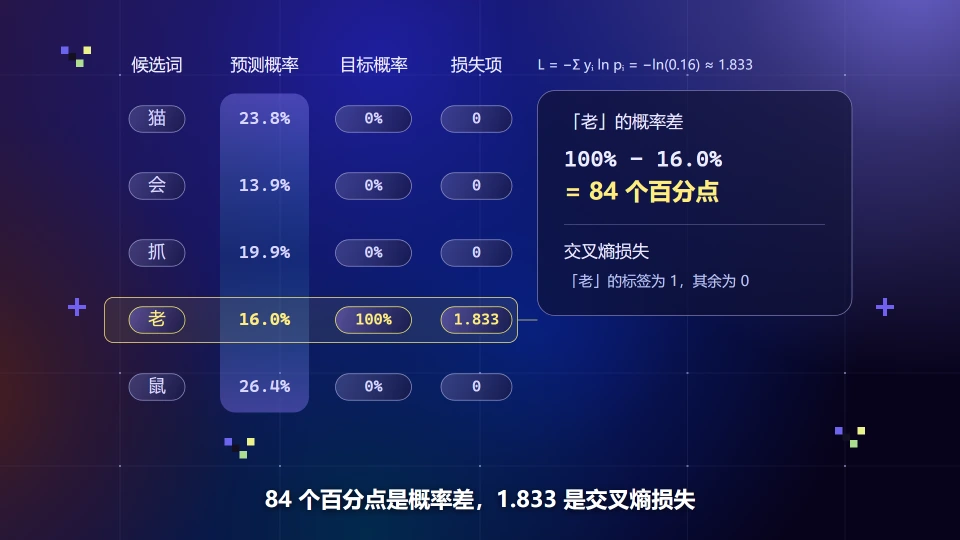 候选词 预测概率 目标概率 损失项 L = −Σ yᵢ ln pᵢ = −ln(0.16) ≈ 1.833
猫 23.8% 0% 0
会 13.9% 0% 0
抓 19.9% 0% 0
老 16.0% 100% 1.833
鼠 26.4% 0% 0
「老」的概率差
100% − 16.0%
= 84 个百分点
交叉熵损失
「老」的标签为 1，其余为 0
84 个百分点是概率差，1.833 是交叉熵损失